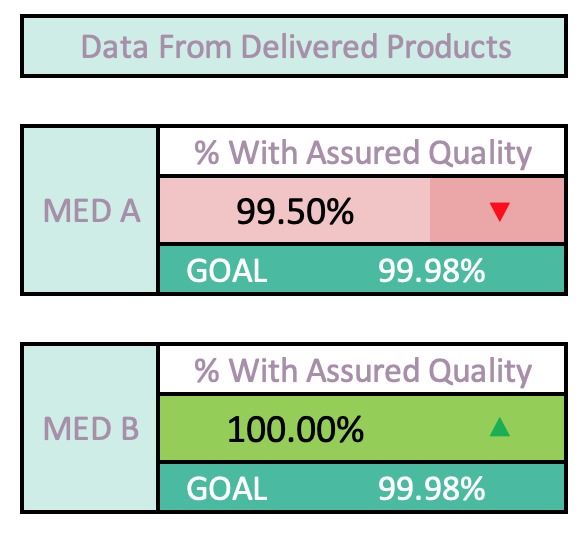 Data From Delivered Products
% With Assured Quality
MED A
99.50% ▼
GOAL 99.98%
% With Assured Quality
MED B
100.00% ▲
GOAL 99.98%